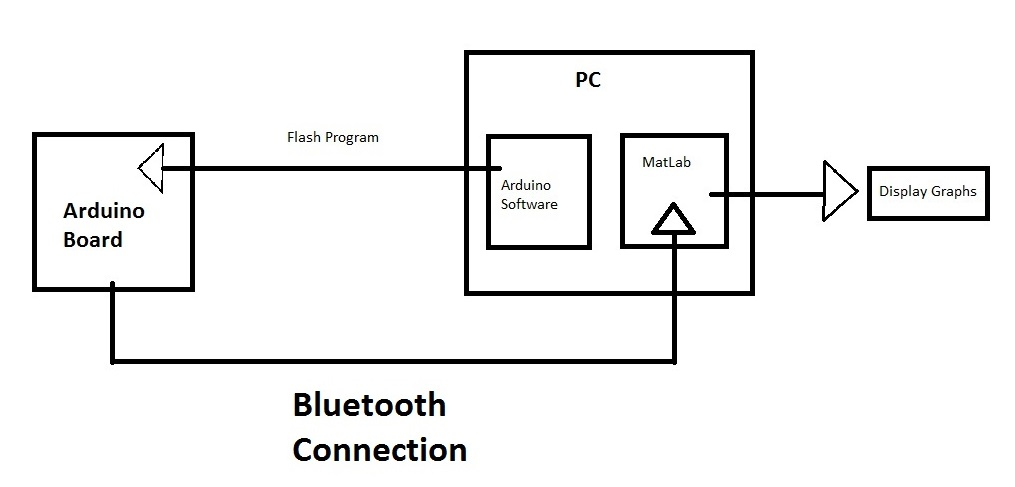 PC
Flash Program
MatLab
Arduino
Software
Display Graphs
Arduino
Board
Bluetooth
Connection